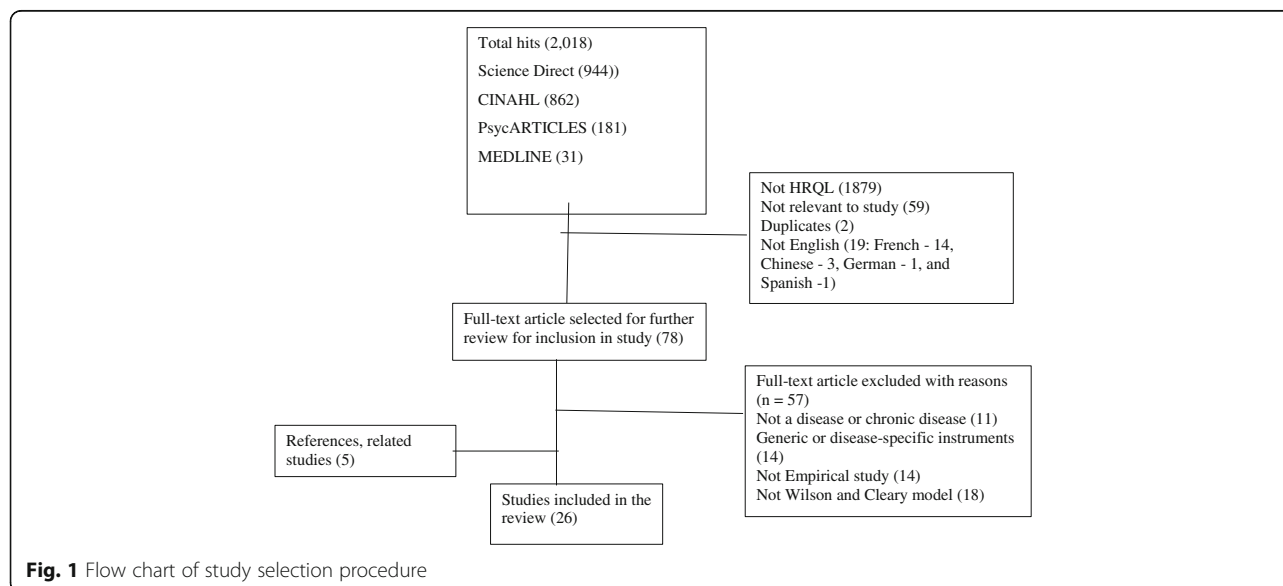 Total hits (2,018)
Science Direct (944))
CINAHL (862)
PsycARTICLES (181)
MEDLINE (31)
Not HRQL (1879)
Not relevant to study (59)
Duplicates (2)
Not English (19: French - 14,
Chinese - 3, German - 1, and
Spanish -1)
Full-text article selected for further
review for inclusion in study (78)
Full-text article excluded with reasons
(n = 57)
Not a disease or chronic disease (11)
Generic or disease-specific instruments
(14)
Not Empirical study (14)
Not Wilson and Cleary model (18)
References, related
studies (5)
Studies included in the
review (26)
Fig. 1 Flow chart of study selection procedure